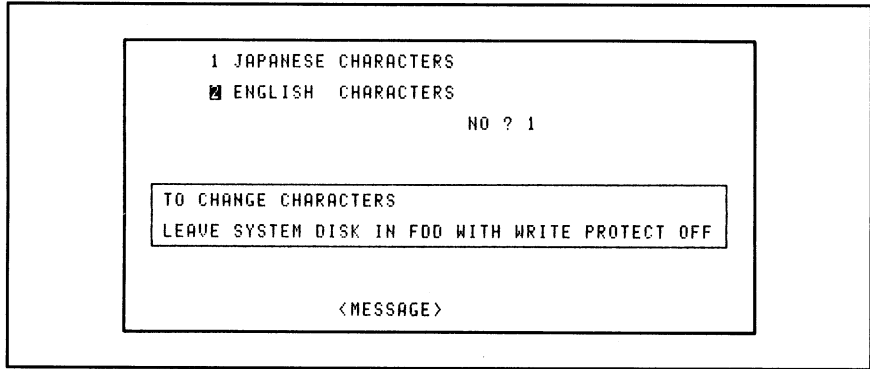 1 JAPANESE CHARACTERS
2 ENGLISH CHARACTERS
NO ? 1
TO CHANGE CHARACTERS
LEAVE SYSTEM DISK IN FDD WITH WRITE PROTECT OFF
<MESSAGE>